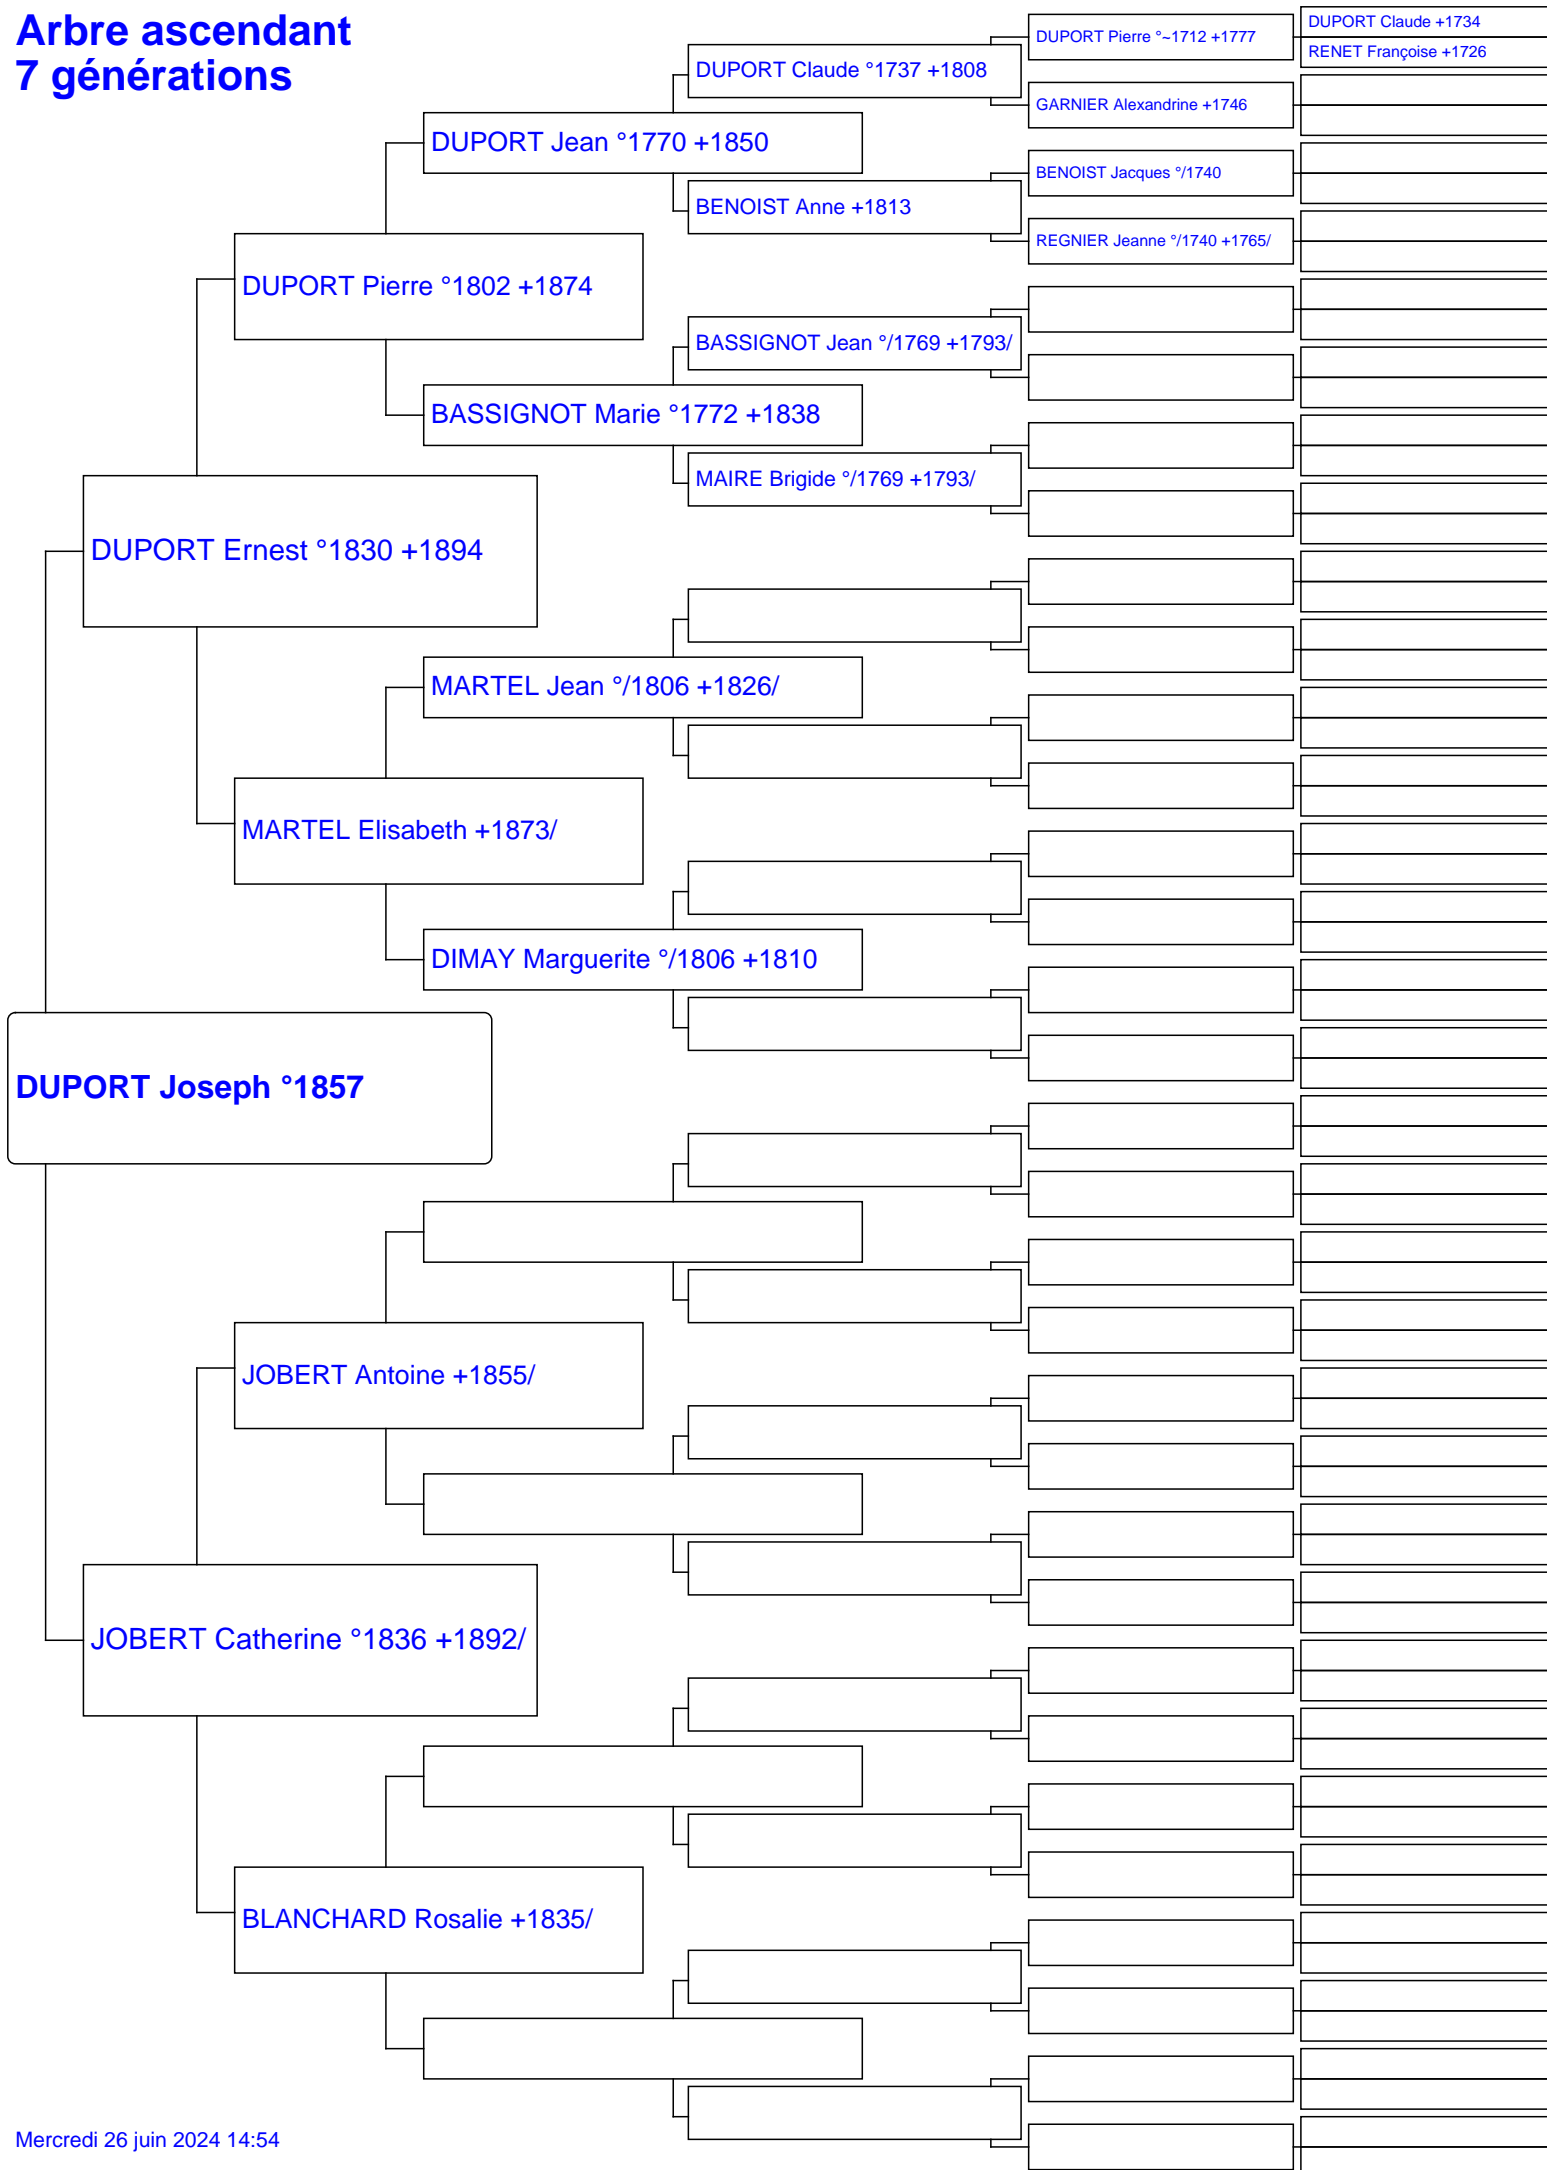 Arbre ascendant
7 générations
DUPORT Claude +1734
DUPORT Pierre °~1712 +1777
RENET Françoise +1726
DUPORT Claude °1737 +1808
GARNIER Alexandrine +1746
DUPORT Jean °1770 +1850
BENOIST Jacques °/1740
BENOIST Anne +1813
REGNIER Jeanne °/1740 +1765/
DUPORT Pierre °1802 +1874
BASSIGNOT Jean °/1769 +1793/
BASSIGNOT Marie °1772 +1838
MAIRE Brigide °/1769 +1793/
DUPORT Ernest °1830 +1894
MARTEL Jean °/1806 +1826/
MARTEL Elisabeth +1873/
DIMAY Marguerite °/1806 +1810
DUPORT Joseph °1857
JOBERT Antoine +1855/
JOBERT Catherine °1836 +1892/
BLANCHARD Rosalie +1835/
Mercredi 26 juin 2024 14:54